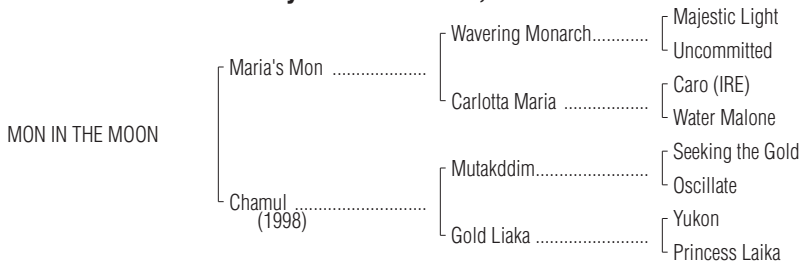 Majestic Light
Wavering Monarch............
Uncommitted
Maria's Mon ....................
Caro (IRE)
Carlotta Maria ..................
Water Malone
MON IN THE MOON
Seeking the Gold
Mutakddim........................
Oscillate
Chamul ............................
(1998)
Yukon
Gold Liaka ........................
Princess Laika